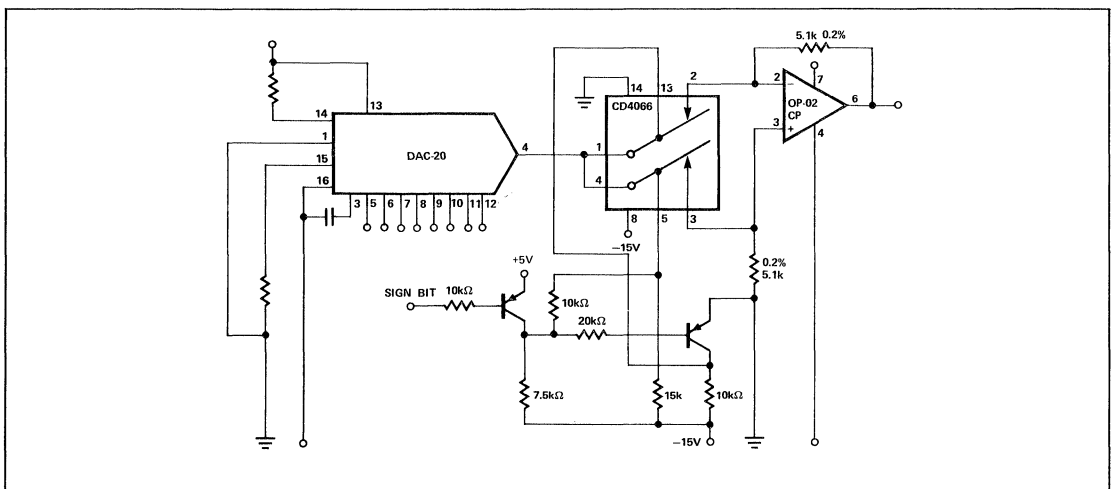 5.1k 0.2%
14 13 2
2 7
CD4066
OP-02
CP
6
3
4
13
14
1
DAC-20
4
15
16
1
4
3 5 6 7 8 9 10 11 12
8 5 3
−15V
0.2%
5.1k
+5V
SIGN BIT 10kΩ
10kΩ
20kΩ
7.5kΩ 15k 10kΩ
−15V